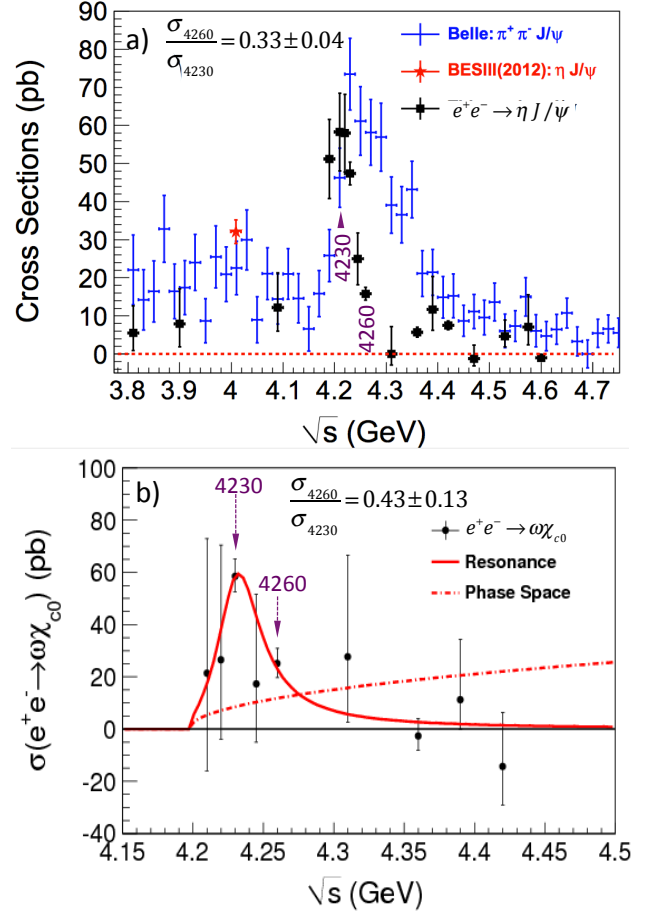 a)
σ₄₂₆₀ / σ₄₂₃₀ = 0.33 ± 0.04
Belle: π⁺ π⁻ J/ψ
BESIII(2012): η J/ψ
e⁺e⁻ → η J/ψ
Cross Sections (pb)
90
80
70
60
50
40
30
20
10
0
4230
4260
3.8 3.9 4 4.1 4.2 4.3 4.4 4.5 4.6 4.7
√s (GeV)
b)
4230
σ₄₂₆₀ / σ₄₂₃₀ = 0.43 ± 0.13
4260
e⁺e⁻ → ωχc0
Resonance
Phase Space
σ(e⁺e⁻→ωχc0) (pb)
100
80
60
40
20
0
-20
-40
4.15 4.2 4.25 4.3 4.35 4.4 4.45 4.5
√s (GeV)